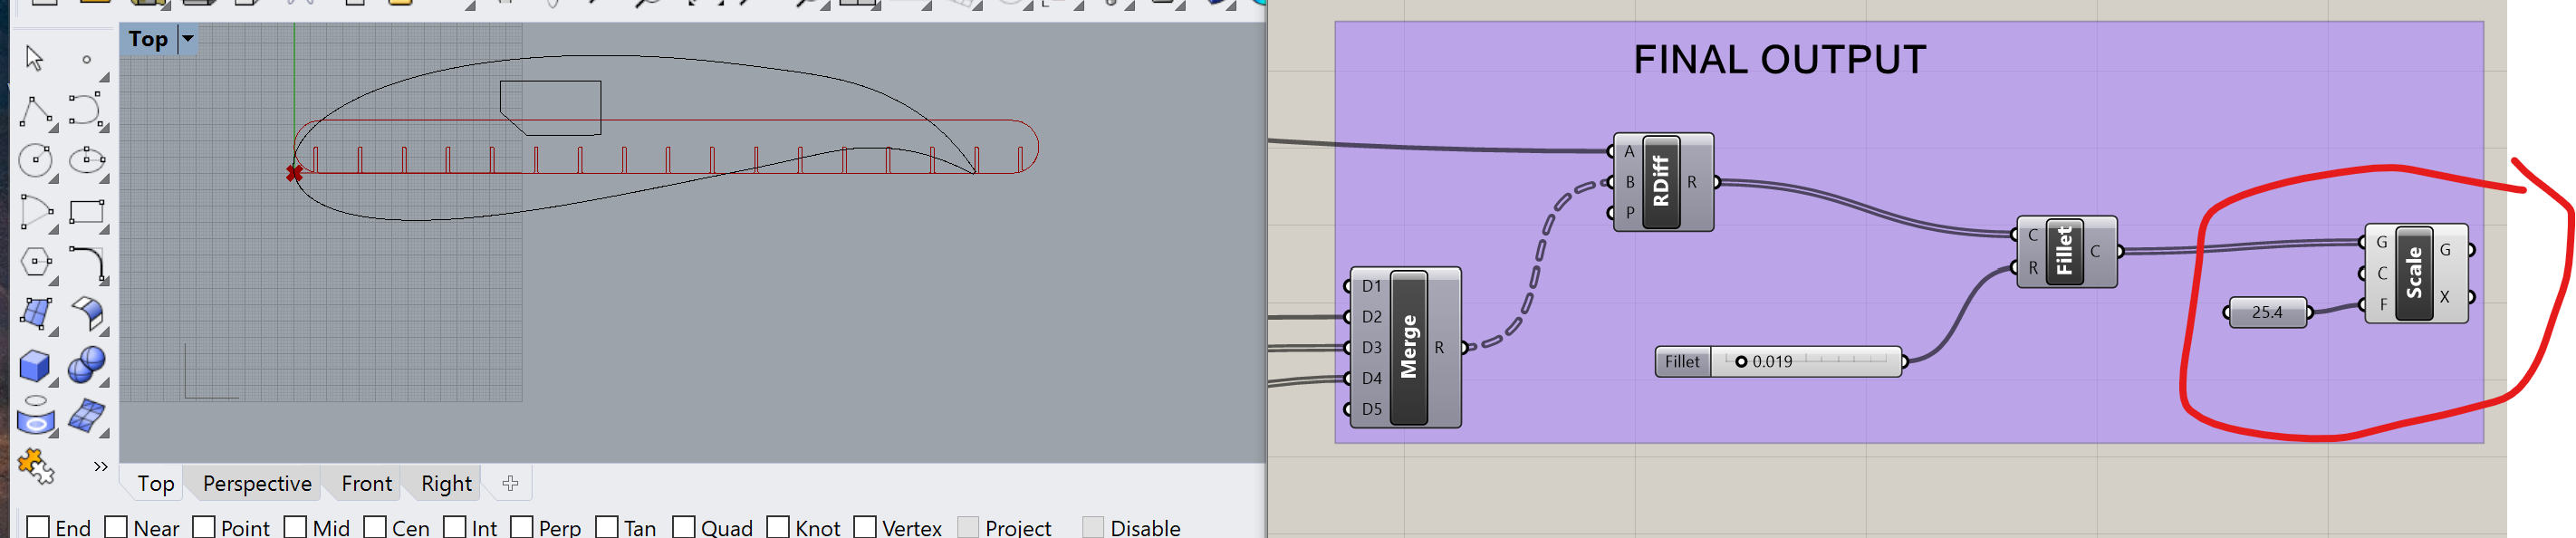 Top
FINAL OUTPUT
A
B
P
RDiff
R
D1
D2
D3
D4
D5
Merge
R
Fillet
0.019
C
R
Fillet
C
25.4
G
C
F
Scale
G
X
»
Top Perspective Front Right
End Near Point Mid Cen Int Perp Tan Quad Knot Vertex Project Disable